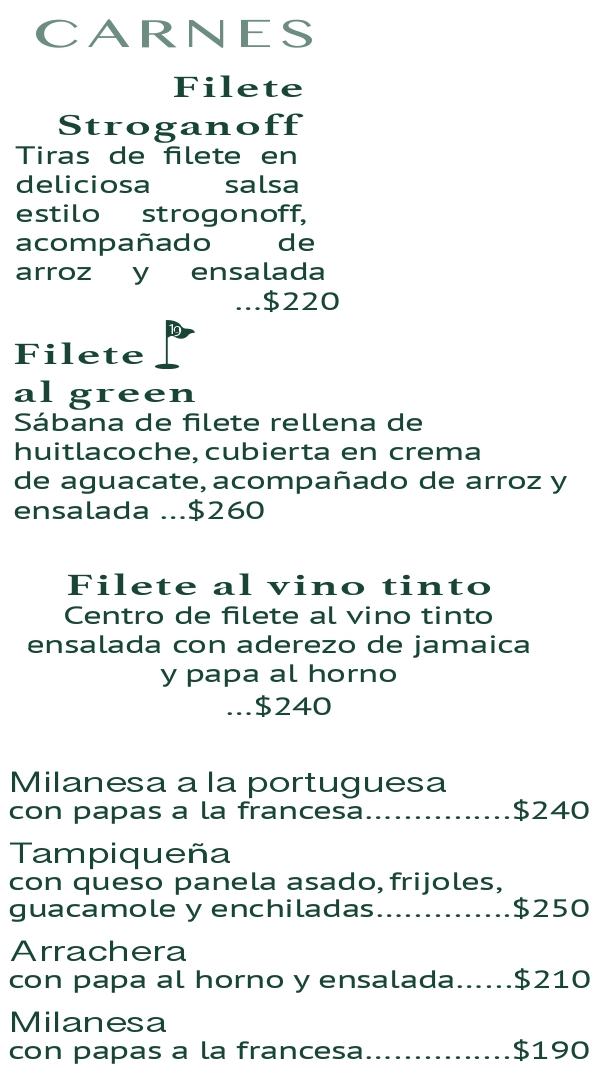 CARNES
Filete
Stroganoff
Tiras de filete en
deliciosa salsa
estilo strogonoff,
acompañado de
arroz y ensalada
...$220
19
Filete
al green
Sábana de filete rellena de
huitlacoche, cubierta en crema
de aguacate, acompañado de arroz y
ensalada ...$260
Filete al vino tinto
Centro de filete al vino tinto
ensalada con aderezo de jamaica
y papa al horno
...$240
Milanesa a la portuguesa
con papas a la francesa...............$240
Tampiqueña
con queso panela asado, frijoles,
guacamole y enchiladas..............$250
Arrachera
con papa al horno y ensalada......$210
Milanesa
con papas a la francesa...............$190